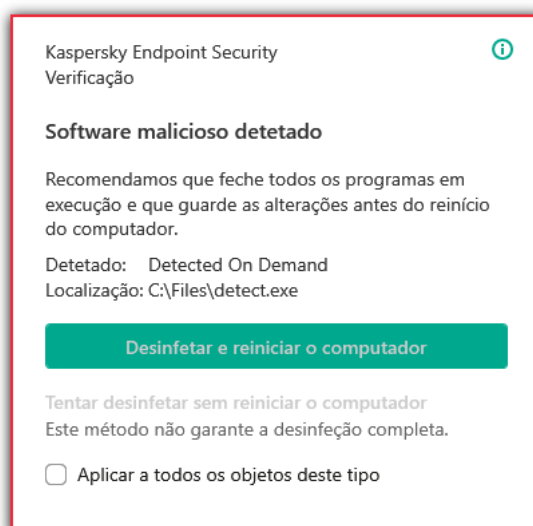 Kaspersky Endpoint Security
Verificação
Software malicioso detetado
Recomendamos que feche todos os programas em
execução e que guarde as alterações antes do reinício
do computador.
Detetado: Detected On Demand
Localização: C:\Files\detect.exe
Desinfetar e reiniciar o computador
Tentar desinfetar sem reiniciar o computador
Este método não garante a desinfeção completa.
Aplicar a todos os objetos deste tipo